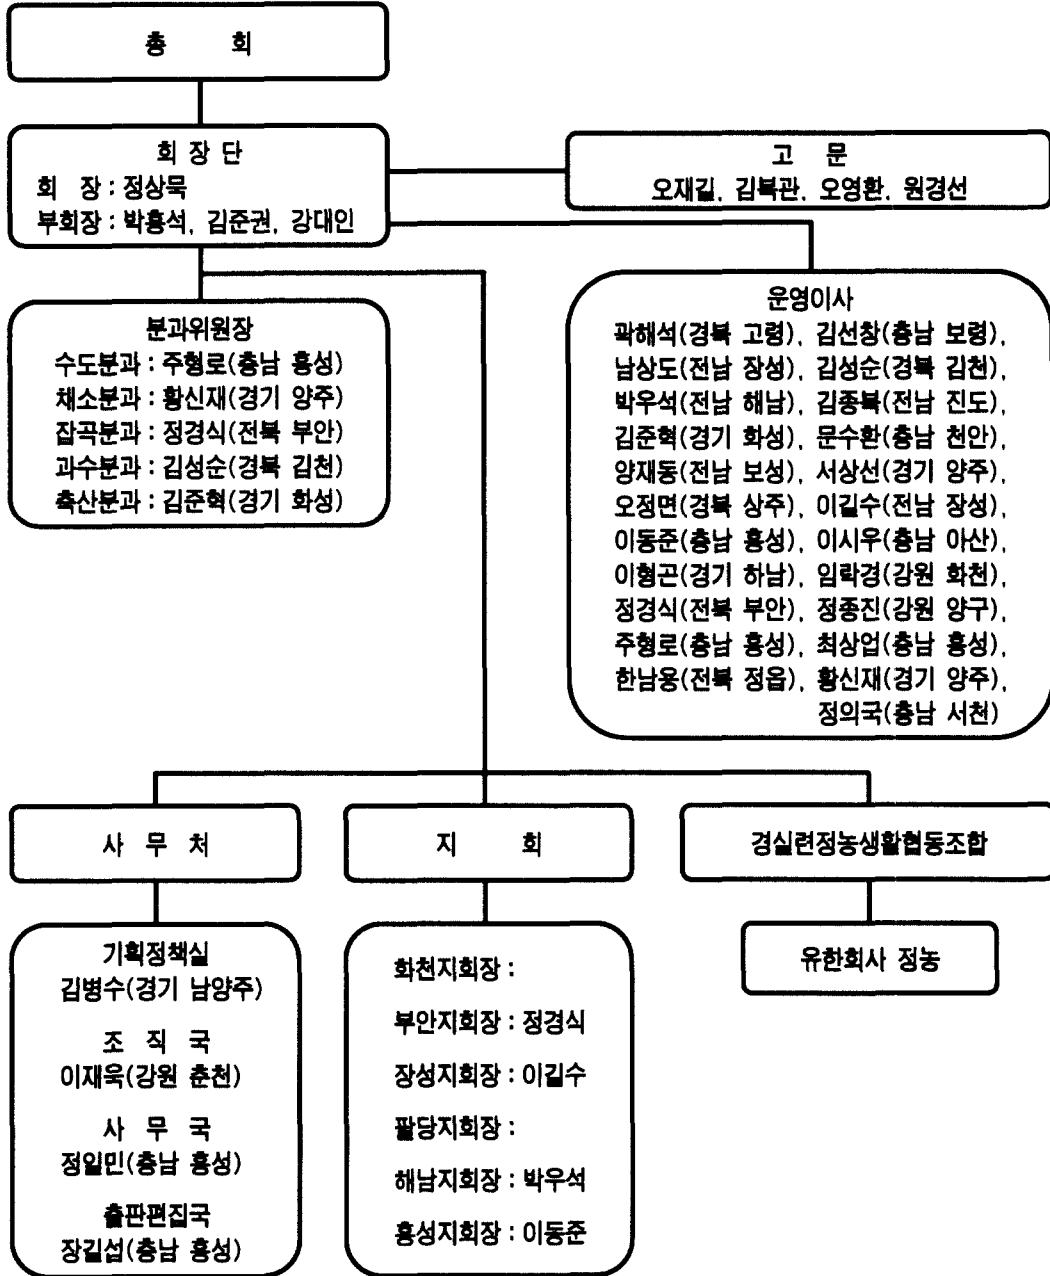 총 회
회 장 단
회 장 : 정상묵
부회장 : 박흥석, 김준권, 강대인
고 문
오재길, 김복관, 오영환, 원경선
분과위원장
수도분과 : 주형로(충남 홍성)
채소분과 : 황신재(경기 양주)
잡곡분과 : 정경식(전북 부안)
과수분과 : 김성순(경북 김천)
축산분과 : 김준혁(경기 화성)
운영이사
곽해석(경북 고령), 김선창(충남 보령),
남상도(전남 장성), 김성순(경북 김천),
박우석(전남 해남), 김종북(전남 진도),
김준혁(경기 화성), 문수환(충남 천안),
양재동(전남 보성), 서상선(경기 양주),
오정면(경북 상주), 이길수(전남 장성),
이동준(충남 홍성), 이시우(충남 아산),
이형곤(경기 하남), 임락경(강원 화천),
정경식(전북 부안), 정종진(강원 양구),
주형로(충남 홍성), 최상업(충남 홍성),
한남용(전북 정읍), 황신재(경기 양주),
정의국(충남 서천)
사 무 처
기획정책실
김병수(경기 남양주)
조 직 국
이재욱(강원 춘천)
사 무 국
정일민(충남 홍성)
출판편집국
장길섭(충남 홍성)
지 회
화천지회장 :
부안지회장 : 정경식
장성지회장 : 이길수
팔당지회장 :
해남지회장 : 박우석
홍성지회장 : 이동준
경실련정농생활협동조합
유한회사 정농